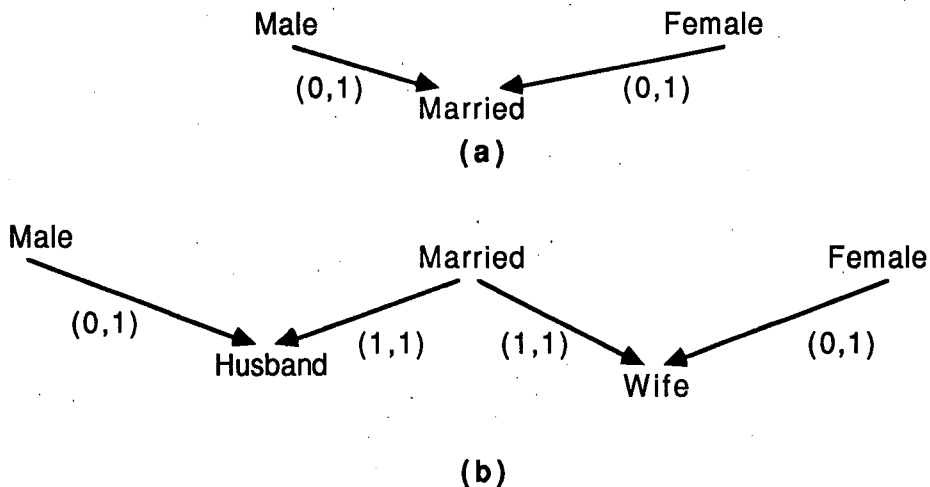 Male Female
(0,1) (0,1)
Married
(a)
Male Married Female
(0,1) (1,1) (1,1) (0,1)
Husband
Wife
(b)